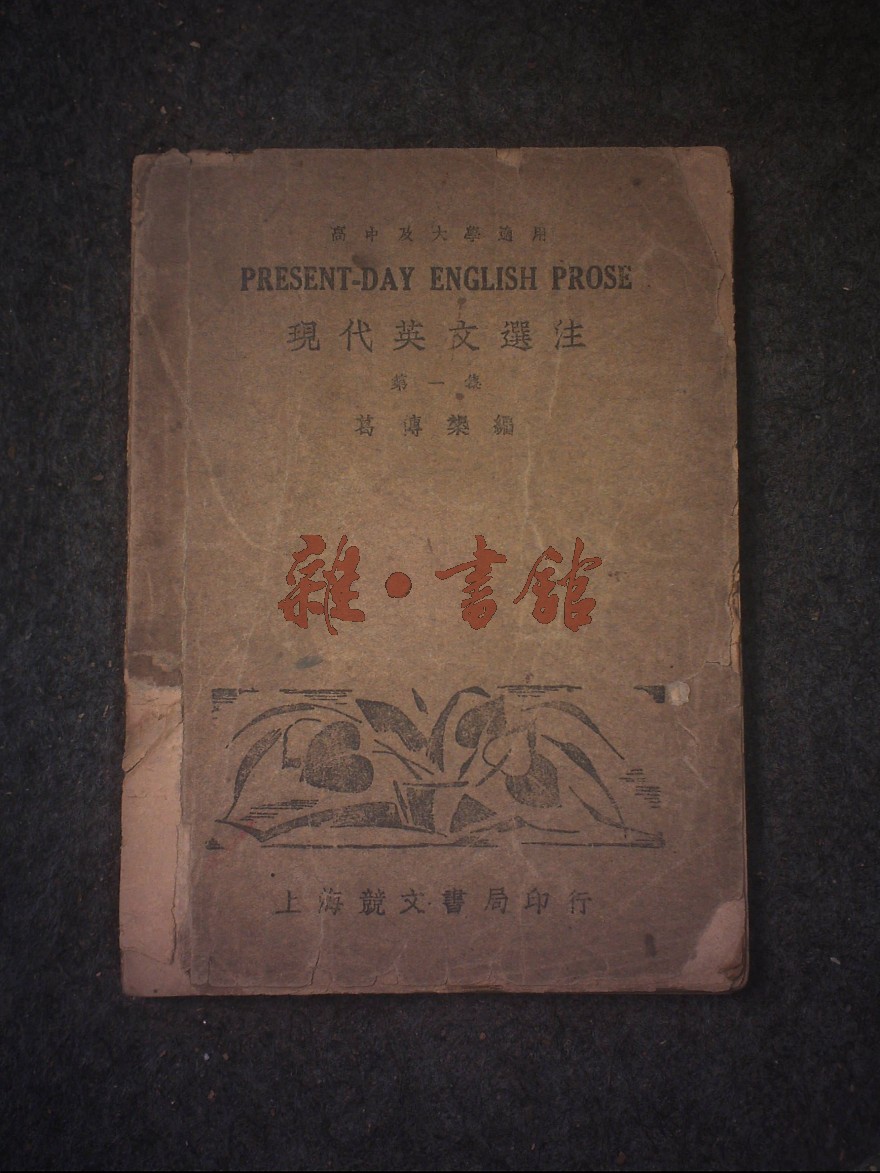 高中及大學適用
PRESENT-DAY ENGLISH PROSE
現代英文選注
第一集
葛傳槼編
雜·書館
上海競文書局印行